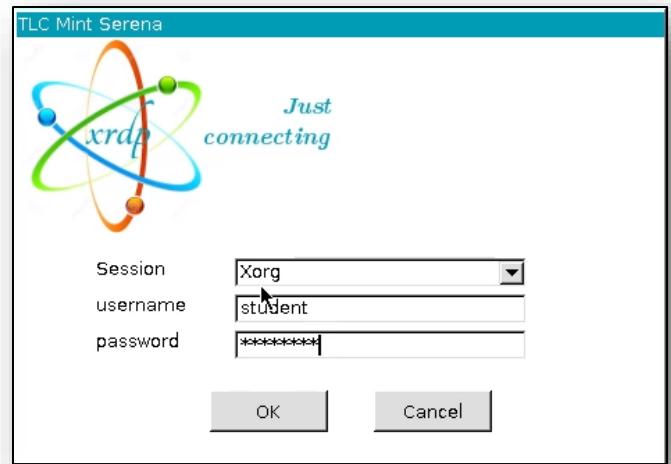 TLC Mint Serena
xrdp
Just
connecting
Session
Xorg
username
student
password
********
OK
Cancel